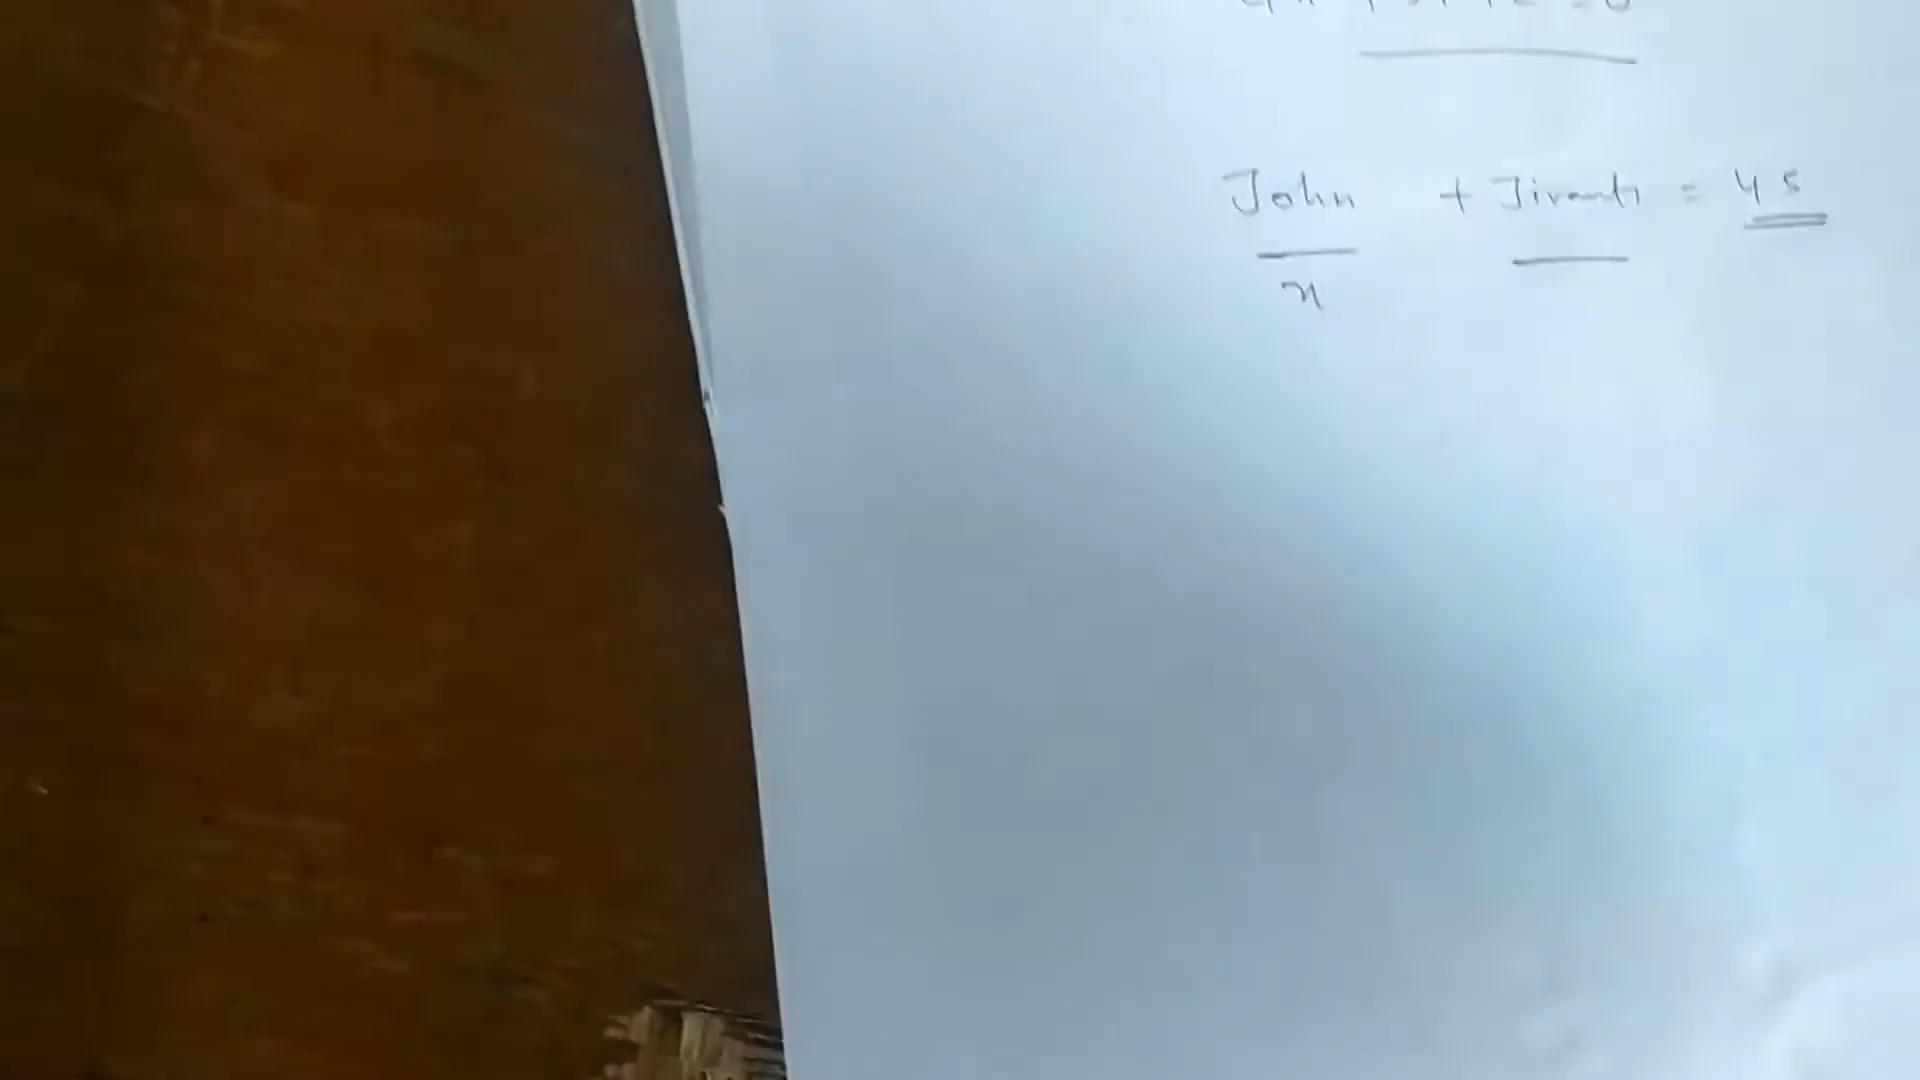 John + Jivanti = 45
x